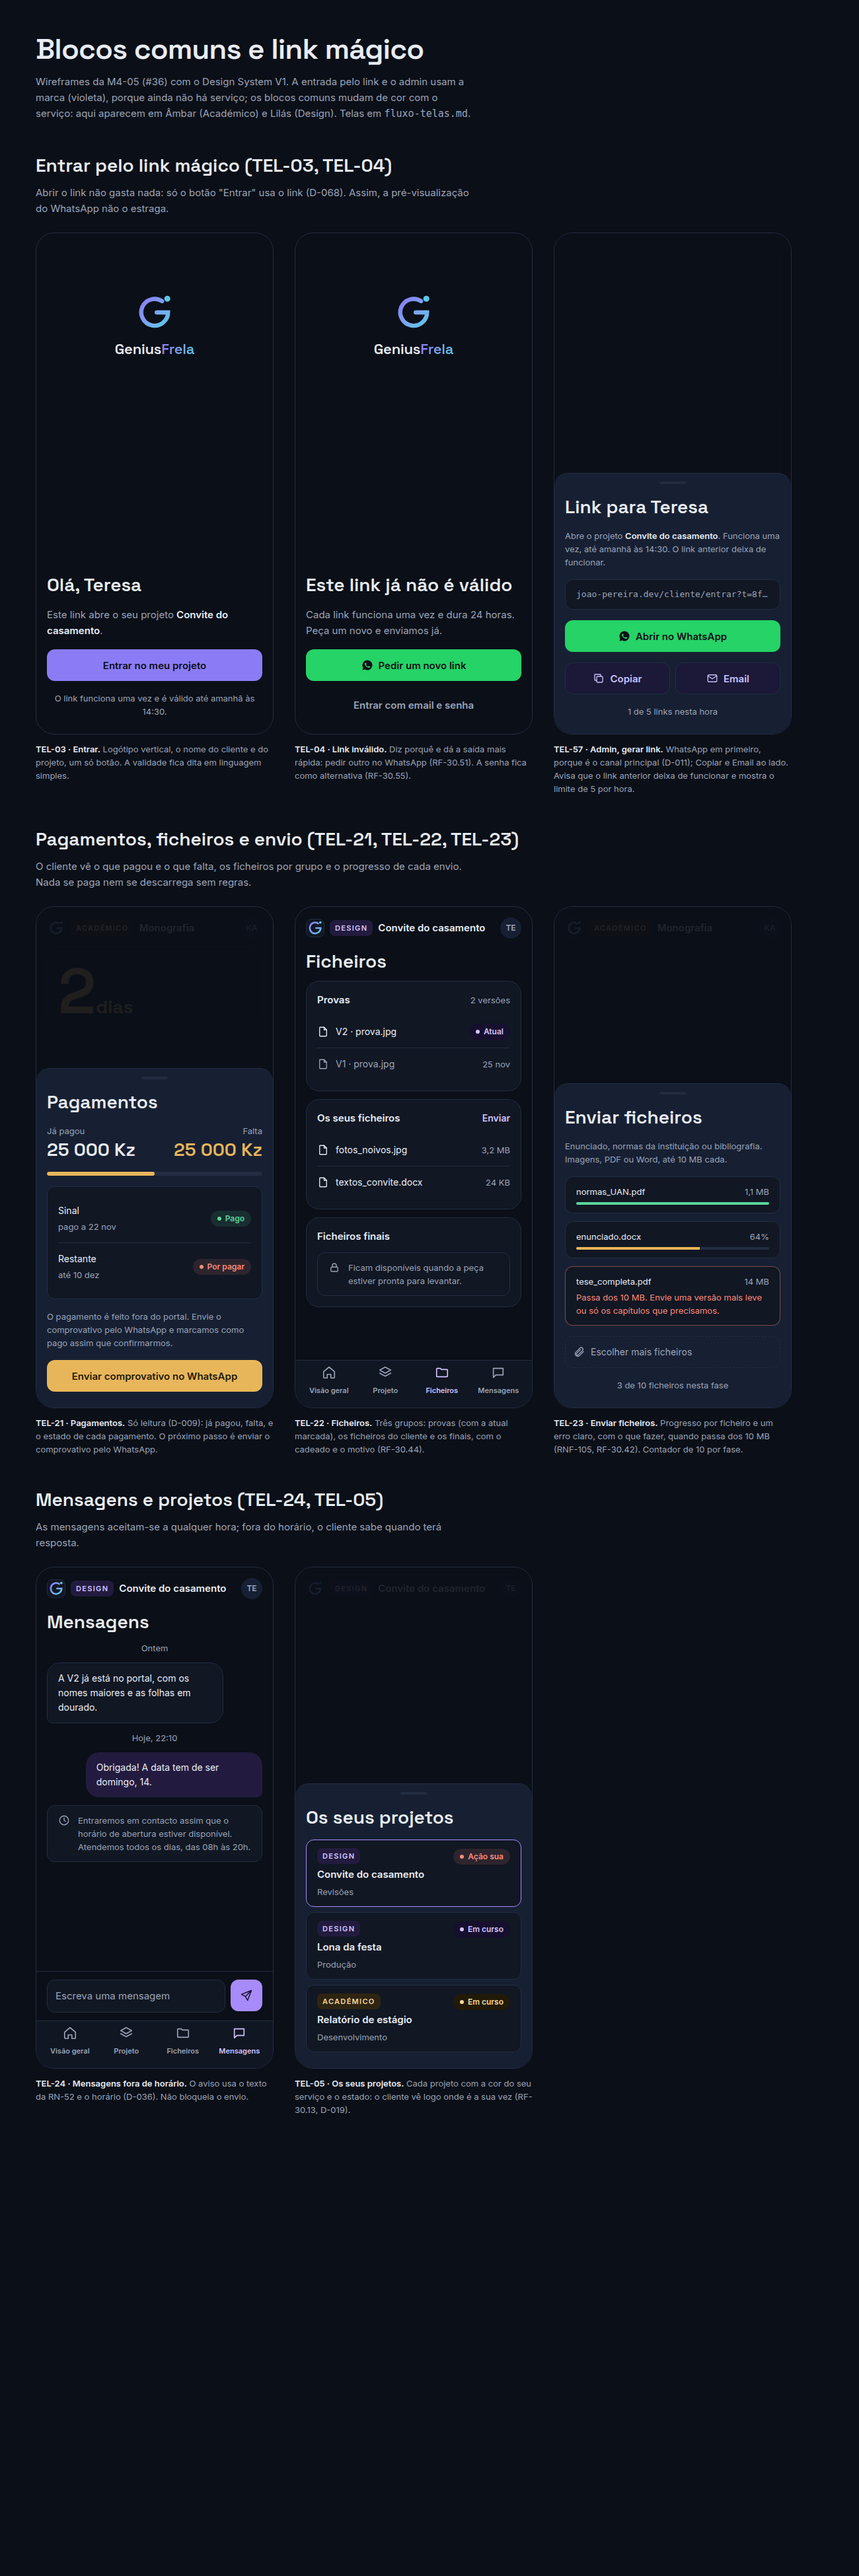 Blocos comuns e link mágico
Wireframes da M4-05 (#36) com o Design System V1. A entrada pelo link e o admin usam a
marca (violeta), porque ainda não há serviço; os blocos comuns mudam de cor com o
serviço: aqui aparecem em Âmbar (Académico) e Lilás (Design). Telas em fluxo-telas.md.
Entrar pelo link mágico (TEL-03, TEL-04)
Abrir o link não gasta nada: só o botão "Entrar" usa o link (D-068). Assim, a pré-visualização
do WhatsApp não o estraga.
GeniusFrela
Olá, Teresa
Este link abre o seu projeto Convite do
casamento.
Entrar no meu projeto
O link funciona uma vez e é válido até amanhã às
14:30.
TEL-03 · Entrar. Logótipo vertical, o nome do cliente e do
projeto, um só botão. A validade fica dita em linguagem
simples.
GeniusFrela
Este link já não é válido
Cada link funciona uma vez e dura 24 horas.
Peça um novo e enviamos já.
Pedir um novo link
Entrar com email e senha
TEL-04 · Link inválido. Diz porquê e dá a saída mais
rápida: pedir outro no WhatsApp (RF-30.51). A senha fica
como alternativa (RF-30.55).
Link para Teresa
Abre o projeto Convite do casamento. Funciona uma
vez, até amanhã às 14:30. O link anterior deixa de
funcionar.
joao-pereira.dev/cliente/entrar?t=8f…
Abrir no WhatsApp
Copiar
Email
1 de 5 links nesta hora
TEL-57 · Admin, gerar link. WhatsApp em primeiro,
porque é o canal principal (D-011); Copiar e Email ao lado.
Avisa que o link anterior deixa de funcionar e mostra o
limite de 5 por hora.
Pagamentos, ficheiros e envio (TEL-21, TEL-22, TEL-23)
O cliente vê o que pagou e o que falta, os ficheiros por grupo e o progresso de cada envio.
Nada se paga nem se descarrega sem regras.
ACADÉMICO Monografia KA
2 dias
Pagamentos
Já pagou Falta
25 000 Kz 25 000 Kz
Sinal
pago a 22 nov
Pago
Restante
até 10 dez
Por pagar
O pagamento é feito fora do portal. Envie o
comprovativo pelo WhatsApp e marcamos como
pago assim que confirmarmos.
Enviar comprovativo no WhatsApp
TEL-21 · Pagamentos. Só leitura (D-009): já pagou, falta, e
o estado de cada pagamento. O próximo passo é enviar o
comprovativo pelo WhatsApp.
DESIGN Convite do casamento TE
Ficheiros
Provas 2 versões
V2 · prova.jpg Atual
V1 · prova.jpg 25 nov
Os seus ficheiros Enviar
fotos_noivos.jpg 3,2 MB
textos_convite.docx 24 KB
Ficheiros finais
Ficam disponíveis quando a peça
estiver pronta para levantar.
Visão geral Projeto Ficheiros Mensagens
TEL-22 · Ficheiros. Três grupos: provas (com a atual
marcada), os ficheiros do cliente e os finais, com o
cadeado e o motivo (RF-30.44).
ACADÉMICO Monografia KA
Enviar ficheiros
Enunciado, normas da instituição ou bibliografia.
Imagens, PDF ou Word, até 10 MB cada.
normas_UAN.pdf 1,1 MB
enunciado.docx 64%
tese_completa.pdf 14 MB
Passa dos 10 MB. Envie uma versão mais leve
ou só os capítulos que precisamos.
Escolher mais ficheiros
3 de 10 ficheiros nesta fase
TEL-23 · Enviar ficheiros. Progresso por ficheiro e um
erro claro, com o que fazer, quando passa dos 10 MB
(RNF-105, RF-30.42). Contador de 10 por fase.
Mensagens e projetos (TEL-24, TEL-05)
As mensagens aceitam-se a qualquer hora; fora do horário, o cliente sabe quando terá
resposta.
DESIGN Convite do casamento TE
Mensagens
Ontem
A V2 já está no portal, com os
nomes maiores e as folhas em
dourado.
Hoje, 22:10
Obrigada! A data tem de ser
domingo, 14.
Entraremos em contacto assim que o
horário de abertura estiver disponível.
Atendemos todos os dias, das 08h às 20h.
Escreva uma mensagem
Visão geral Projeto Ficheiros Mensagens
TEL-24 · Mensagens fora de horário. O aviso usa o texto
da RN-52 e o horário (D-036). Não bloqueia o envio.
DESIGN Convite do casamento TE
Os seus projetos
DESIGN Ação sua
Convite do casamento
Revisões
DESIGN Em curso
Lona da festa
Produção
ACADÉMICO Em curso
Relatório de estágio
Desenvolvimento
TEL-05 · Os seus projetos. Cada projeto com a cor do seu
serviço e o estado: o cliente vê logo onde é a sua vez (RF-
30.13, D-019).